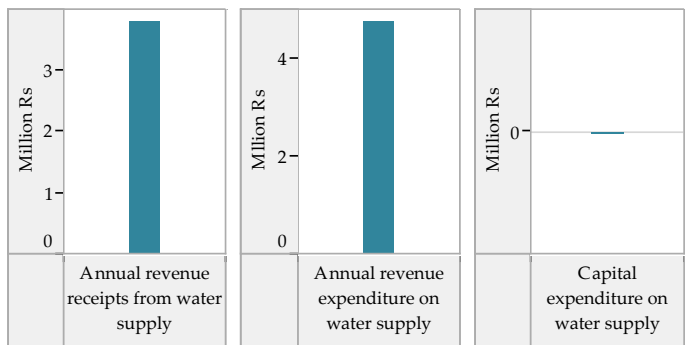 Million Rs
3
2
1
0
Annual revenue
receipts from water
supply
Mllion Rs
4
2
0
Annual revenue
expenditure on
water supply
Million Rs
0
Capital
expenditure on
water supply